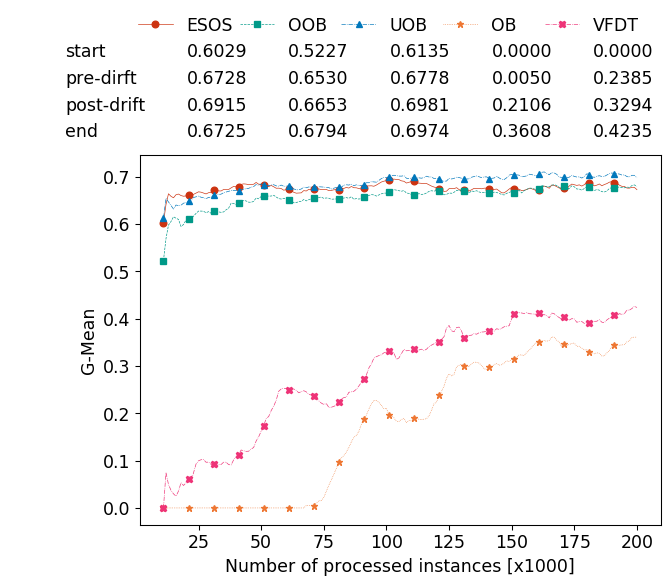 ESOS OOB UOB OB VFDT
start 0.6029 0.5227 0.6135 0.0000 0.0000
pre-dirft 0.6728 0.6530 0.6778 0.0050 0.2385
post-drift 0.6915 0.6653 0.6981 0.2106 0.3294
end 0.6725 0.6794 0.6974 0.3608 0.4235
0.7
0.6
0.5
0.4
0.3
0.2
0.1
0.0
G-Mean
25 50 75 100 125 150 175 200
Number of processed instances [x1000]